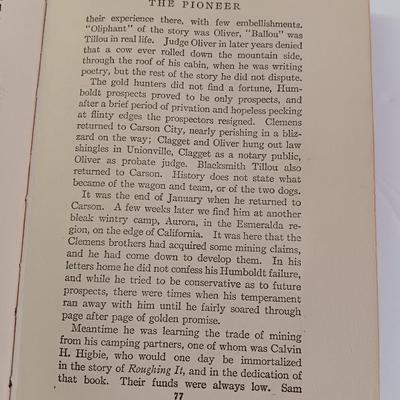 THE PIONEER
their experience there, with few embellishments.
"Oliphant" of the story was Oliver, "Ballou" was
Tillou in real life. Judge Oliver in later years denied
that a cow ever rolled down the mountain side,
through the roof of his cabin, when he was writing
poetry, but the rest of the story he did not dispute.
The gold hunters did not find a fortune, Hum-
boldt prospects proved to be only prospects, and
after a brief period of privation and hopeless pecking
at flinty edges the prospectors resigned. Clemens
returned to Carson City, nearly perishing in a bliz-
zard on the way; Clagget and Oliver hung out law
shingles in Unionville, Clagget as a notary public,
Oliver as probate judge. Blacksmith Tillou also
returned to Carson. History does not state what
became of the wagon and team, or of the two dogs.
It was the end of January when he returned to
Carson. A few weeks later we find him at another
bleak wintry camp, Aurora, in the Esmeralda re-
gion, on the edge of California. It was here that the
Clemens brothers had acquired some mining claims,
and he had come down to develop them. In his
letters home he did not confess his Humboldt failure,
and while he tried to be conservative as to future
prospects, there were times when his temperament
ran away with him until he fairly soared through
page after page of golden promise.
Meantime he was learning the trade of mining
from his camping partners, one of whom was Calvin
H. Higbie, who would one day be immortalized
in the story of Roughing It, and in the dedication of
that book. Their funds were always low. Sam
77